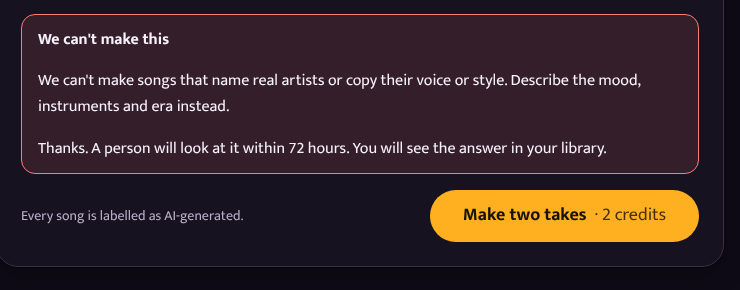 We can't make this
We can't make songs that name real artists or copy their voice or style. Describe the mood,
instruments and era instead.
Thanks. A person will look at it within 72 hours. You will see the answer in your library.
Every song is labelled as AI-generated.
Make two takes · 2 credits